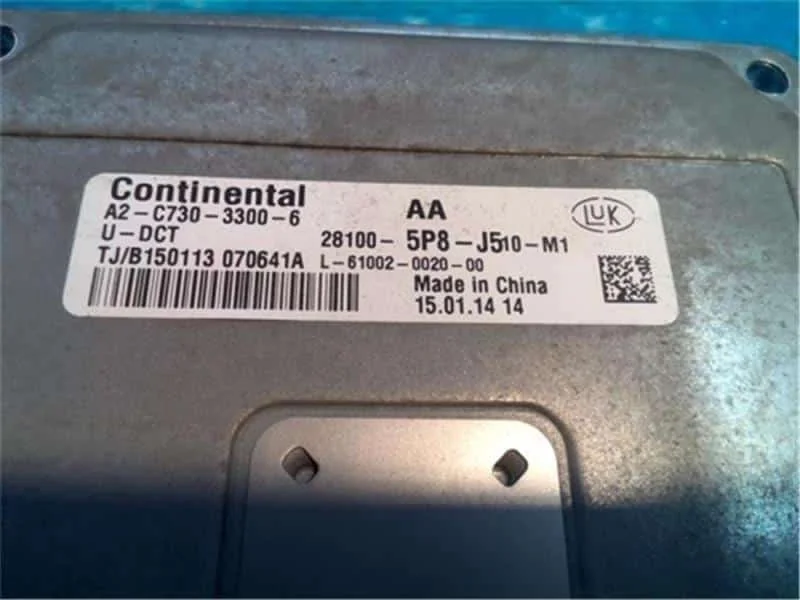 Continental AA LUK
A2-C730-3300-6
U-DCT 28100-5P8-J510-M1
TJ/B150113 070641A L-61002-0020-00
Made in China
15.01.14 14